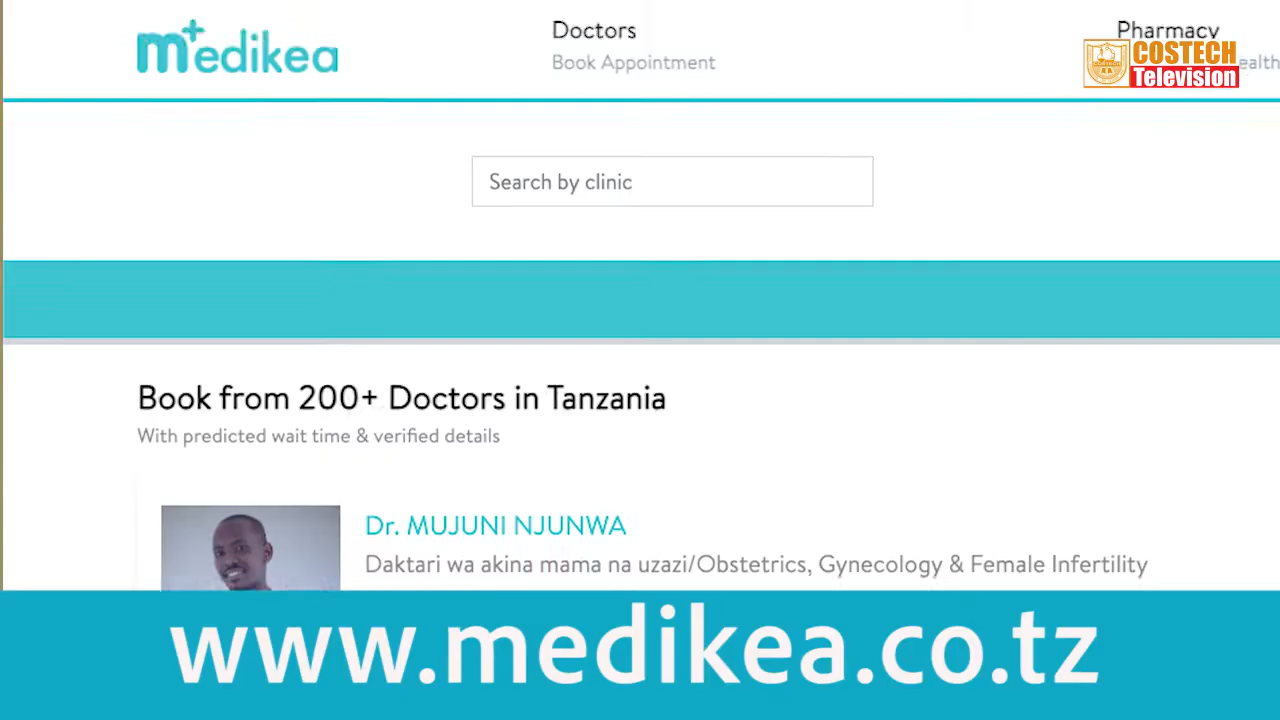 medikea
Doctors
Book Appointment
Pharmacy
ealth
COSTECH
Television
Search by clinic
Book from 200+ Doctors in Tanzania
With predicted wait time & verified details
Dr. MUJUNI NJUNWA
Daktari wa akina mama na uzazi/Obstetrics, Gynecology & Female Infertility
www.medikea.co.tz